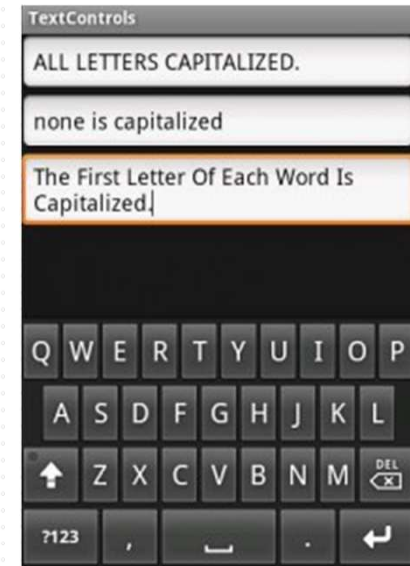 TextControls
ALL LETTERS CAPITALIZED.
none is capitalized
The First Letter Of Each Word Is
Capitalized.
Q W E R T Y U I O P
A S D F G H J K L
Z X C V B N M DEL
?123 , .